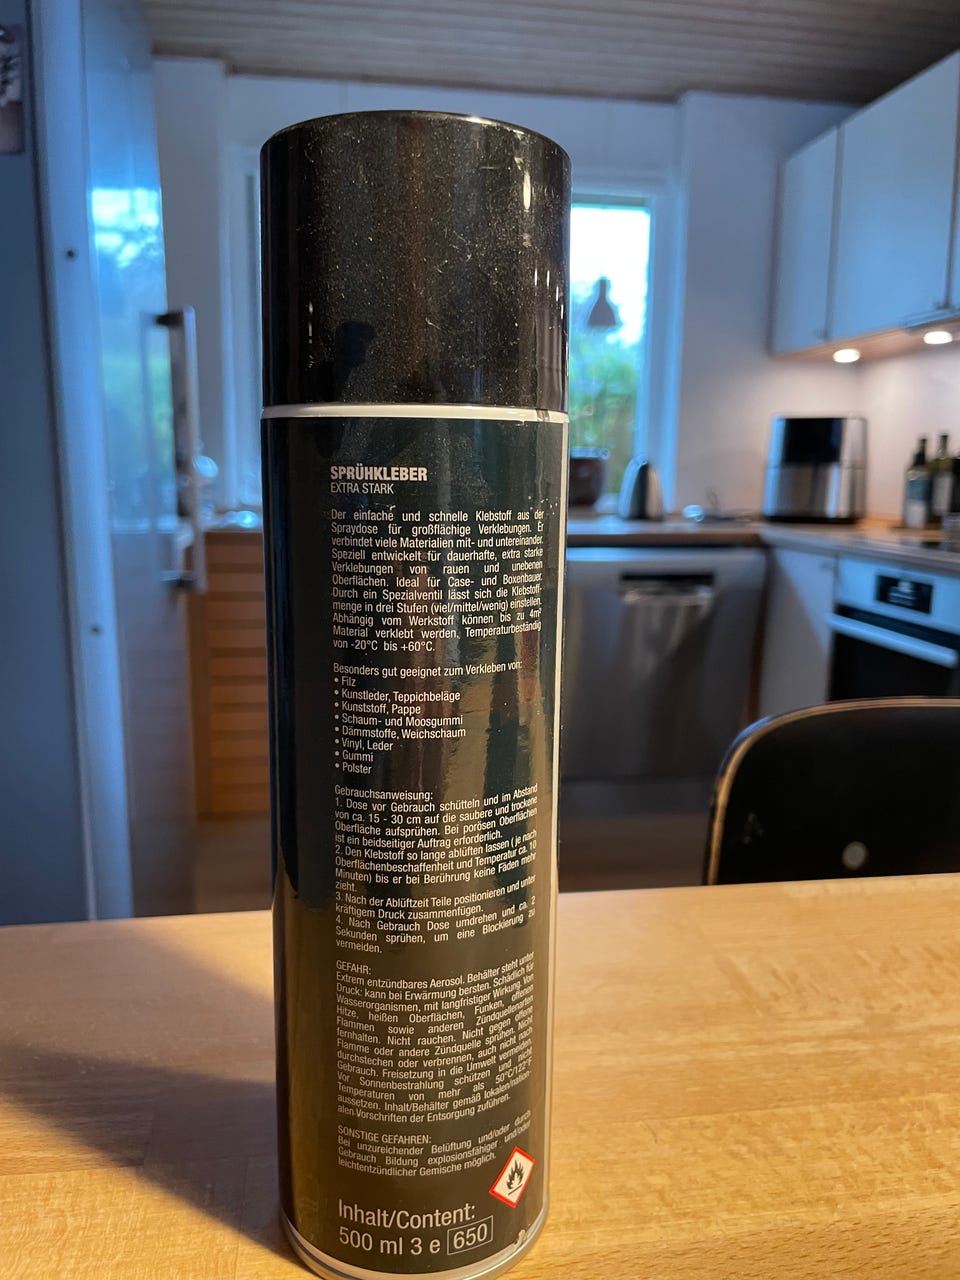 SPRÜHKLEBER
EXTRA STARK
Der einfache und schnelle Klebstoff aus der
Spraydose für großflächige Verklebungen. Er
verbindet viele Materialien mit- und untereinander.
Speziell entwickelt für dauerhafte, extra starke
Verklebungen von rauen und unebenen
Oberflächen. Ideal für Case- und Boxenbauer.
Durch ein Spezialventil lässt sich die Klebstoff-
menge in drei Stufen (viel/mittel/wenig) einstellen.
Abhängig vom Werkstoff können bis zu 4m²
Material verklebt werden. Temperaturbeständig
von -20°C bis +60°C.
Besonders gut geeignet zum Verkleben von:
• Filz
• Kunstleder, Teppichbeläge
• Kunststoff, Pappe
• Schaum- und Moosgummi
• Dämmstoffe, Weichschaum
• Vinyl, Leder
• Gummi
• Polster
Gebrauchsanweisung:
1. Dose vor Gebrauch schütteln und im Abstand
von ca. 15 - 30 cm auf die saubere und trockene
Oberfläche aufsprühen. Bei porösen Oberflächen
ist ein beidseitiger Auftrag erforderlich.
2. Den Klebstoff so lange ablüften lassen ( je nach
Oberflächenbeschaffenheit und Temperatur ca. 10
Minuten) bis er bei Berührung keine Fäden mehr
zieht.
3. Nach der Ablüftzeit Teile positionieren und unter
kräftigem Druck zusammenfügen.
4. Nach Gebrauch Dose umdrehen und ca. 2
Sekunden sprühen, um eine Blockierung zu
vermeiden.
GEFAHR:
Extrem entzündbares Aerosol. Behälter steht unter
Druck: kann bei Erwärmung bersten. Schädlich für
Wasserorganismen, mit langfristiger Wirkung. Von
Hitze, heißen Oberflächen, Funken, offenen
Flammen sowie anderen Zündquellenarten
fernhalten. Nicht rauchen. Nicht gegen offene
Flamme oder andere Zündquelle sprühen. Nicht
durchstechen oder verbrennen, auch nicht nach
Gebrauch. Freisetzung in die Umwelt vermeiden.
Vor Sonnenbestrahlung schützen und nicht
Temperaturen von mehr als 50°C/122°F
aussetzen. Inhalt/Behälter gemäß lokalen/nation-
alen Vorschriften der Entsorgung zuführen.
SONSTIGE GEFAHREN:
Bei unzureichender Belüftung und/oder durch
Gebrauch Bildung explosionsfähiger und/oder
leichtentzündlicher Gemische möglich.
Inhalt/Content:
500 ml 3 e 650